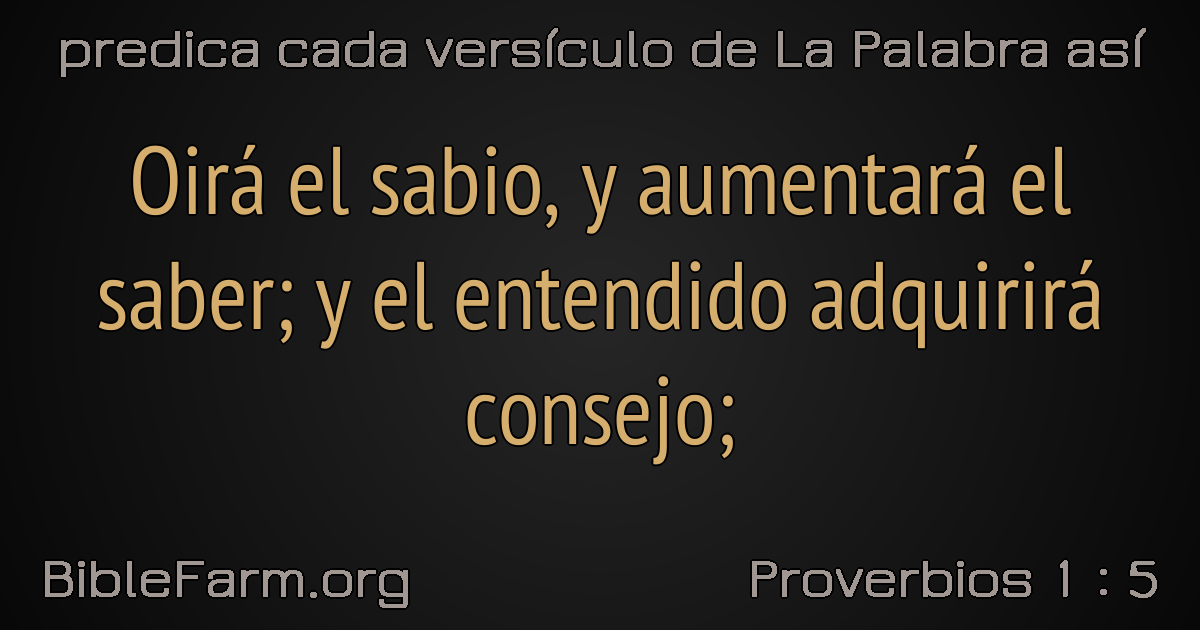 predica cada versículo de La Palabra así
Oirá el sabio, y aumentará el
saber; y el entendido adquirirá
consejo;
BibleFarm.org
Proverbios 1 : 5